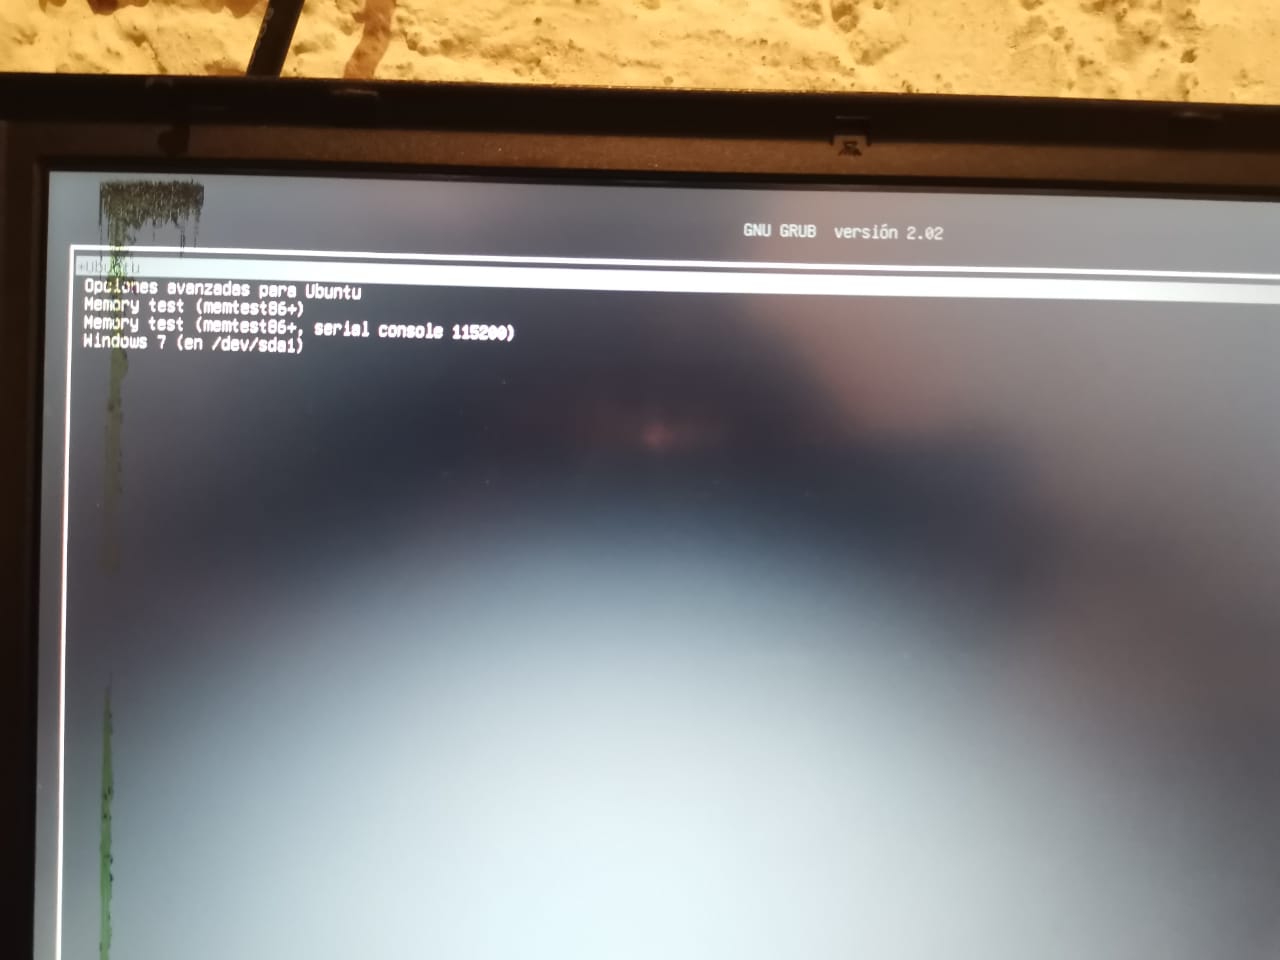 GNU GRUB versión 2.02
*Ubuntu
Opciones avanzadas para Ubuntu
Memory test (memtest86+)
Memory test (memtest86+, serial console 115200)
Windows 7 (en /dev/sda1)